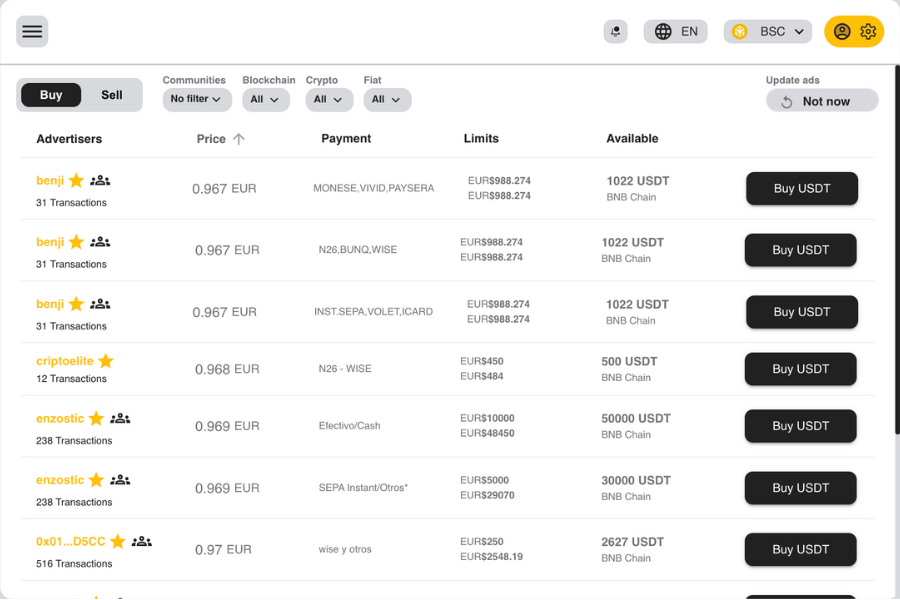 EN
BSC
Buy
Sell
Communities
No filter
Blockchain
All
Crypto
All
Fiat
All
Update ads
Not now
Advertisers
Price
Payment
Limits
Available
benji
31 Transactions
0.967 EUR
MONESE,VIVID,PAYSERA
EUR$988.274
EUR$988.274
1022 USDT
BNB Chain
Buy USDT
benji
31 Transactions
0.967 EUR
N26,BUNQ,WISE
EUR$988.274
EUR$988.274
1022 USDT
BNB Chain
Buy USDT
benji
31 Transactions
0.967 EUR
INST.SEPA,VOLET,ICARD
EUR$988.274
EUR$988.274
1022 USDT
BNB Chain
Buy USDT
criptoelite
12 Transactions
0.968 EUR
N26 - WISE
EUR$450
EUR$484
500 USDT
BNB Chain
Buy USDT
enzostic
238 Transactions
0.969 EUR
Efectivo/Cash
EUR$10000
EUR$48450
50000 USDT
BNB Chain
Buy USDT
enzostic
238 Transactions
0.969 EUR
SEPA Instant/Otros*
EUR$5000
EUR$29070
30000 USDT
BNB Chain
Buy USDT
0x01...D5CC
516 Transactions
0.97 EUR
wise y otros
EUR$250
EUR$2548.19
2627 USDT
BNB Chain
Buy USDT